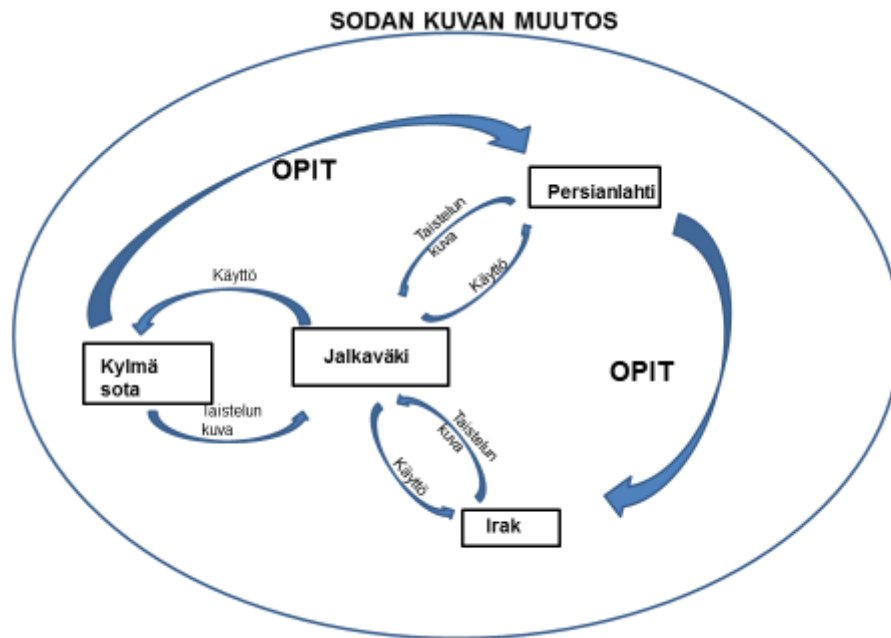 SODAN KUVAN MUUTOS
OPIT
Persianlahti
Taistelun
kuva
Käyttö
Käyttö
Jalkaväki
Kylmä
sota
OPIT
Taistelun
kuva
Taistelun
kuva
Käyttö
Irak